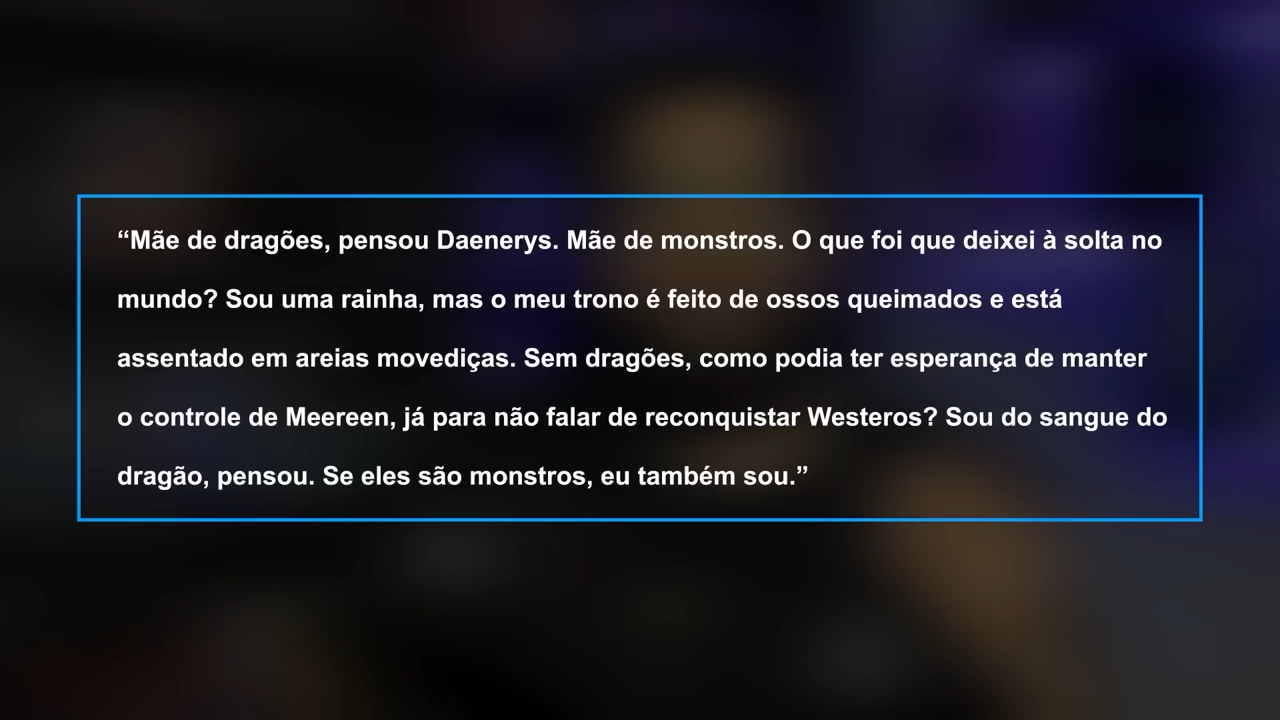 “Mãe de dragões, pensou Daenerys. Mãe de monstros. O que foi que deixei à solta no
mundo? Sou uma rainha, mas o meu trono é feito de ossos queimados e está
assentado em areias movediças. Sem dragões, como podia ter esperança de manter
o controle de Meereen, já para não falar de reconquistar Westeros? Sou do sangue do
dragão, pensou. Se eles são monstros, eu também sou.”